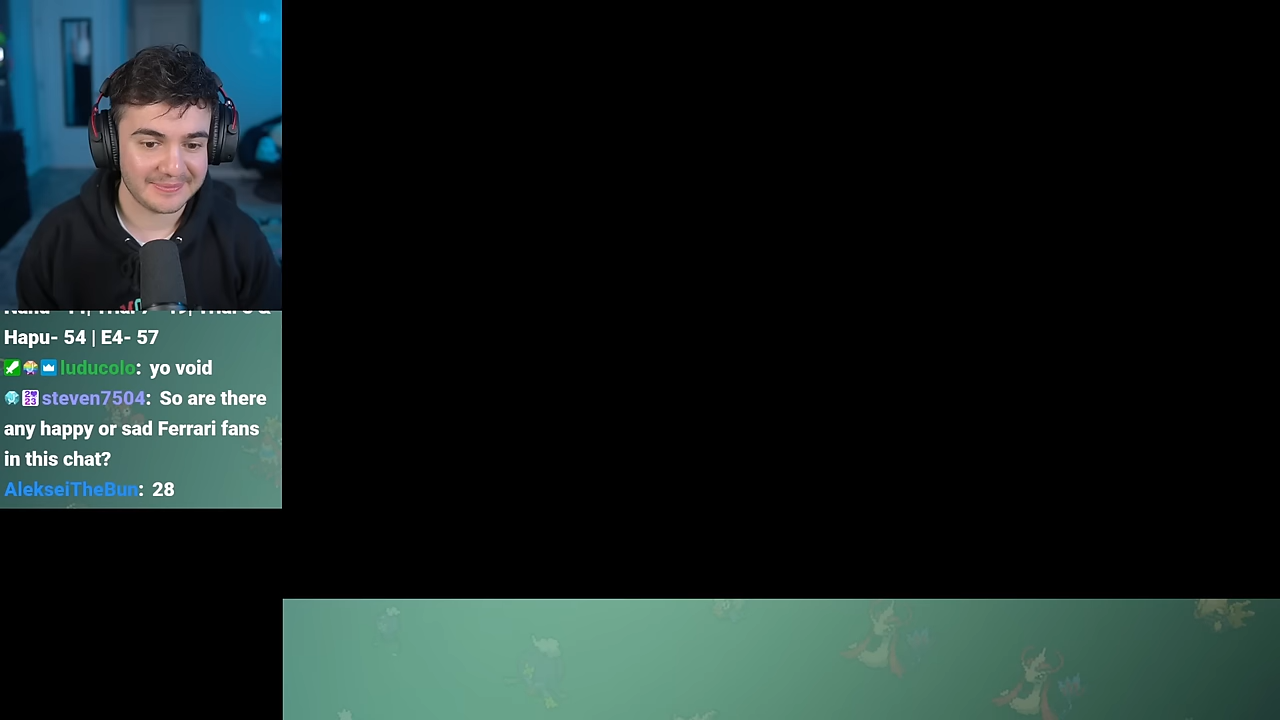 Hapu- 54 | E4- 57
luducolo: yo void
steven7504: So are there
any happy or sad Ferrari fans
in this chat?
AlekseiTheBun: 28